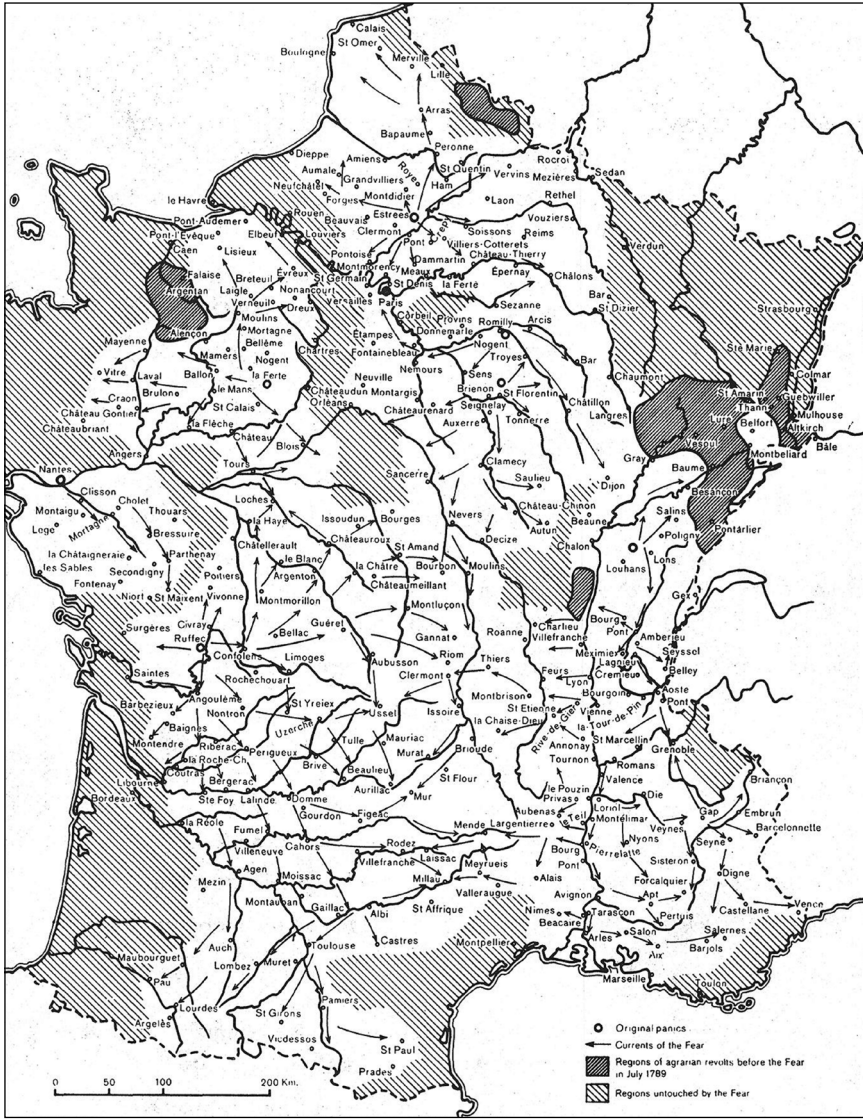 Calais
St Omer
Boulogne
Merville
Lille
Arras
Bapaume
Peronne
Dieppe
Amiens
Roye
St Quentin
Rocroi
Aumale
Grandvilliers
Vervins
Mezières
Sedan
Neufchâtel
Montdidier
Ham
Forges
Laon
Rethel
le Havre
Rouen
Beauvais
Estrees
Vouziers
Pont-Audemer
Clermont
Soissons
Reims
Pont-l'Evêque
Elbeuf
Louviers
Pont
Crepy
Villiers-Cotterets
Verdun
Caen
Lisieux
Pontoise
Dammartin
Château-Thierry
Montmorency
Meaux
Épernay
Châlons
Falaise
Breteuil
Évreux
St Germain
St Denis
la Ferté
Argentan
Laigle
Nonancourt
Versailles
Paris
Bar
Verneuil
Dreux
Sezanne
St Dizier
Strasbourg
Moulins
Corbeil
Provins
Romilly
Arcis
Alençon
Mortagne
Étampes
Donnemarle
Mayenne
Bellème
Chartres
Fontainebleau
Nogent
Troyes
Bar
Ste Marie
Mamers
Nogent
Nemours
Colmar
Vitre
Laval
Ballon
la Ferte
Neuville
Sens
Chaumont
St Amarin
Guebwiller
le Mans
Châteaudun
Montargis
Brienon
St Florentin
Châtillon
Thann
Mulhouse
Craon
Brulon
St Calais
Orléans
Châteaurenard
Seignelay
Langres
Lure
Belfort
Altkirch
Château Gontier
la Flêche
Auxerre
Tonnerre
Vesoul
Bâle
Châteaubriant
Château
Blois
Montbeliard
Angers
Clamecy
Gray
Baume
Nantes
Tours
Sancerre
Saulieu
Dijon
Besançon
Clisson
Loches
Château-Chinon
Montaigu
Cholet
Thouars
la Haye
Issoudun
Bourges
Nevers
Beaune
Salins
Loge
Mortagne
Bressuire
Châteauroux
Decize
Autun
Poligny
Pontarlier
Châtellerault
St Amand
Chalon
la Châtaigneraie
Parthenay
le Blanc
la Châtre
Bourbon
Moulins
Louhans
Lons
les Sables
Secondigny
Poitiers
Argenton
Châteaumeillant
Fontenay
Gex
Niort
St Maixent
Vivonne
Montmorillon
Montluçon
Surgères
Civray
Bellac
Guéret
Gannat
Roanne
Charlieu
Bourg
Ruffec
Villefranche
Pont
Amberieu
Confolens
Limoges
Aubusson
Riom
Meximier
Seyssel
Saintes
Rochechouart
Clermont
Thiers
Feurs
Lyon
Lagnieu
Belley
Cremieu
Barbezieux
Angoulême
Nontron
St Yrieix
Ussel
Montbrison
Bourgoin
Aoste
Issoire
St Etienne
Vienne
Pont
Baignes
Uzerche
la Chaise-Dieu
Rive-de-Gier
la-Tour-de-Pin
Montendre
Riberac
Perigueux
Tulle
Mauriac
Brioude
Annonay
St Marcellin
la Roche-Ch.
Brive
Murat
Tournon
Grenoble
Coutras
Beaulieu
St Flour
Romans
Libourne
Bergerac
Aurillac
Valence
Briançon
Bordeaux
Ste Foy
Lalinde
Domme
Mur
le Pouzin
Die
Gourdon
Figeac
Privas
Loriol
Gap
Embrun
la Réole
Aubenas
le Teil
Montélimar
Fumel
Cahors
Mende
Largentiere
Veynes
Barcelonnette
Villeneuve
Rodez
Nyons
Seyne
Villefranche
Laissac
Bourg
Pierrelatte
Agen
Moissac
Meyrueis
Pont
Sisteron
Mezin
Millau
Alais
Forcalquier
Digne
Montauban
Valleraugue
Gaillac
Avignon
Apt
Albi
St Affrique
Nimes
Tarascon
Pertuis
Castellane
Vence
Beacaire
Auch
Toulouse
Castres
Montpellier
Arles
Salon
Salernes
Maubourguet
Lombez
Muret
Aix
Barjols
Pau
Marseille
Toulon
Lourdes
Pamiers
Argelès
St Girons
Vicdessos
St Paul
Prades
Original panics
Currents of the Fear
Regions of agrarian revolts before the Fear
in July 1789
Regions untouched by the Fear
0 100 200 Km.